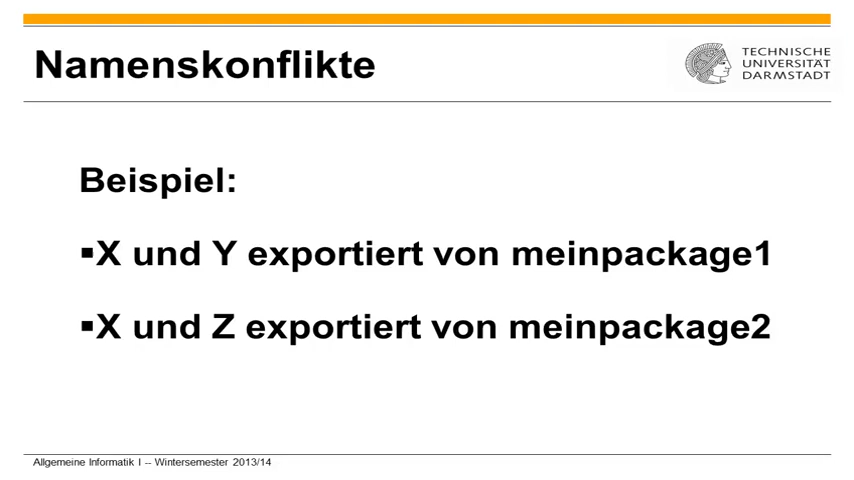 Namenskonflikte
TECHNISCHE
UNIVERSITÄT
DARMSTADT
Beispiel:
▪X und Y exportiert von meinpackage1
▪X und Z exportiert von meinpackage2
Allgemeine Informatik I -- Wintersemester 2013/14